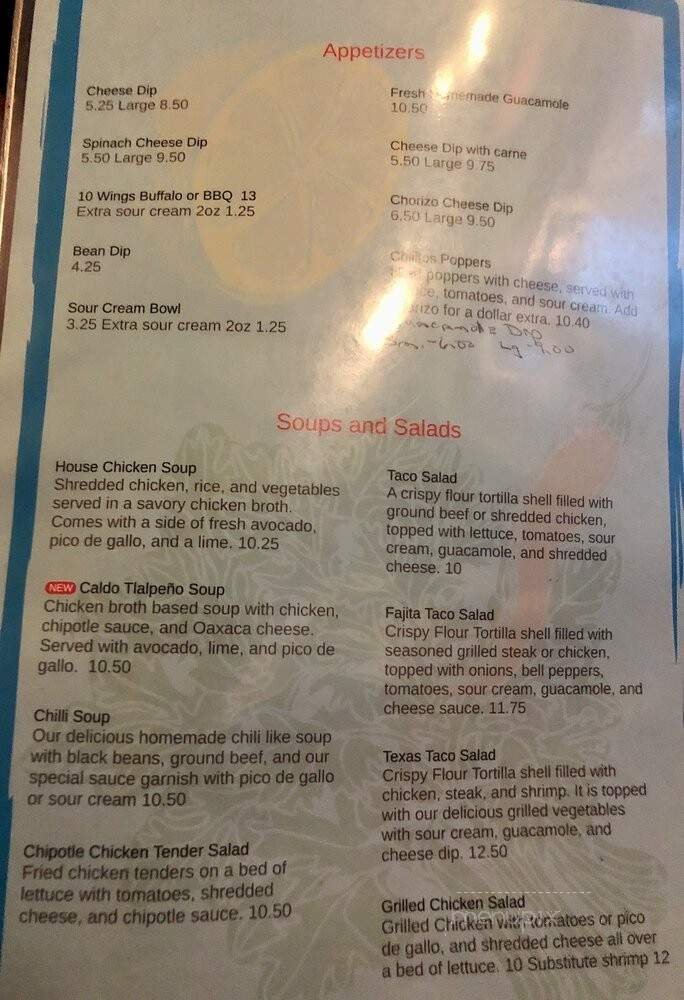 Appetizers
Cheese Dip
5.25 Large 8.50
Spinach Cheese Dip
5.50 Large 9.50
10 Wings Buffalo or BBQ 13
Extra sour cream 2oz 1.25
Bean Dip
4.25
Sour Cream Bowl
3.25 Extra sour cream 2oz 1.25
Fresh Homemade Guacamole
10.50
Cheese Dip with carne
5.50 Large 9.75
Chorizo Cheese Dip
6.50 Large 9.50
Poppers
poppers with cheese, served with
tomatoes, and sour cream. Add
for a dollar extra. 10.40
Dip
Lg - 9.00
Soups and Salads
House Chicken Soup
Shredded chicken, rice, and vegetables
served in a savory chicken broth.
Comes with a side of fresh avocado,
pico de gallo, and a lime. 10.25
NEW Caldo Tlalpeño Soup
Chicken broth based soup with chicken,
chipotle sauce, and Oaxaca cheese.
Served with avocado, lime, and pico de
gallo. 10.50
Chilli Soup
Our delicious homemade chili like soup
with black beans, ground beef, and our
special sauce garnish with pico de gallo
or sour cream 10.50
Chipotle Chicken Tender Salad
Fried chicken tenders on a bed of
lettuce with tomatoes, shredded
cheese, and chipotle sauce. 10.50
Taco Salad
A crispy flour tortilla shell filled with
ground beef or shredded chicken,
topped with lettuce, tomatoes, sour
cream, guacamole, and shredded
cheese. 10
Fajita Taco Salad
Crispy Flour Tortilla shell filled with
seasoned grilled steak or chicken,
topped with onions, bell peppers,
tomatoes, sour cream, guacamole, and
cheese sauce. 11.75
Texas Taco Salad
Crispy Flour Tortilla shell filled with
chicken, steak, and shrimp. It is topped
with our delicious grilled vegetables
with sour cream, guacamole, and
cheese dip. 12.50
Grilled Chicken Salad
Grilled Chicken with tomatoes or pico
de gallo, and shredded cheese all over
a bed of lettuce. 10 Substitute shrimp 12